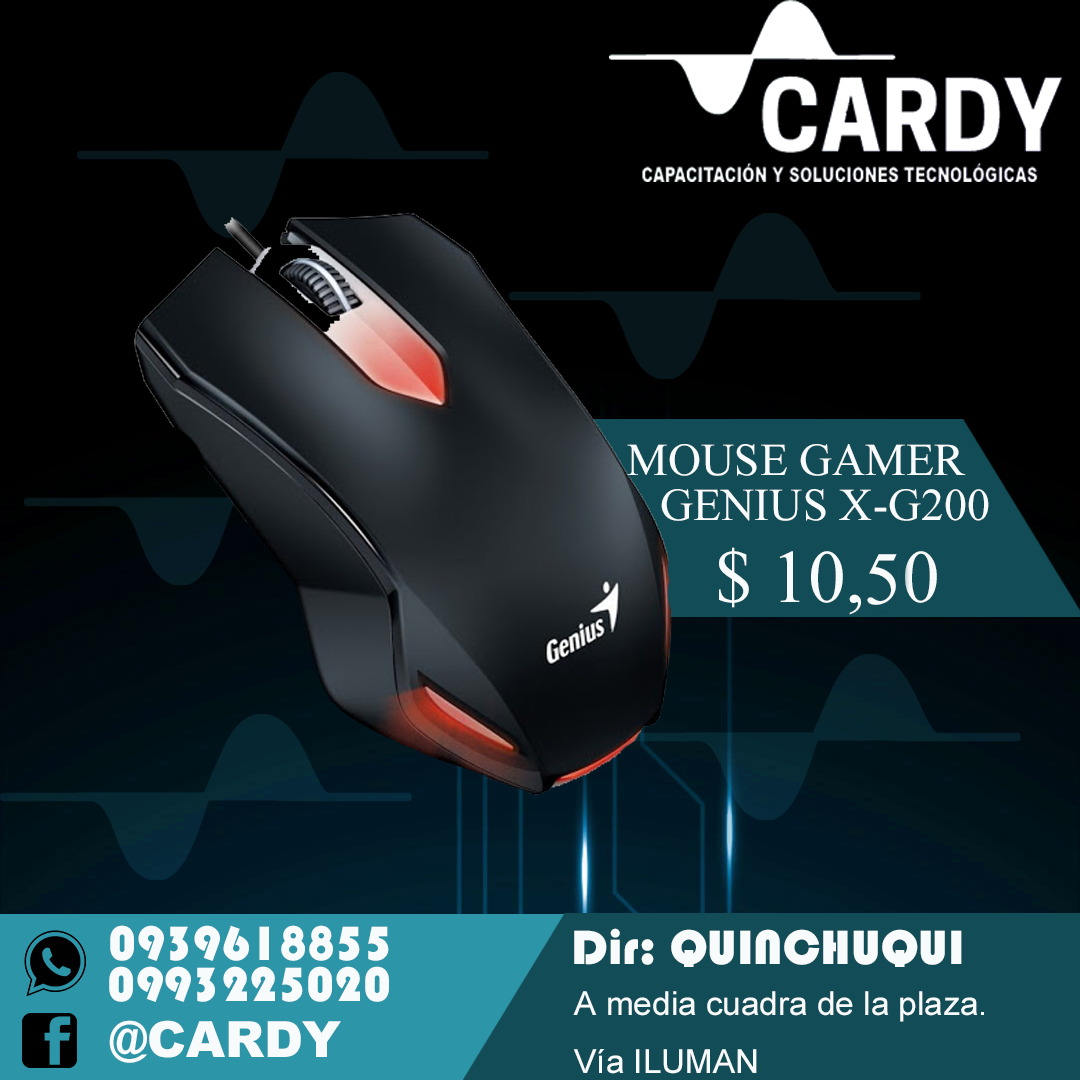 CARDY
CAPACITACIÓN Y SOLUCIONES TECNOLÓGICAS
MOUSE GAMER
GENIUS X-G200
$ 10,50
Genius
0939618855
0993225020
@CARDY
Dir: QUINCHUQUI
A media cuadra de la plaza.
Vía ILUMAN